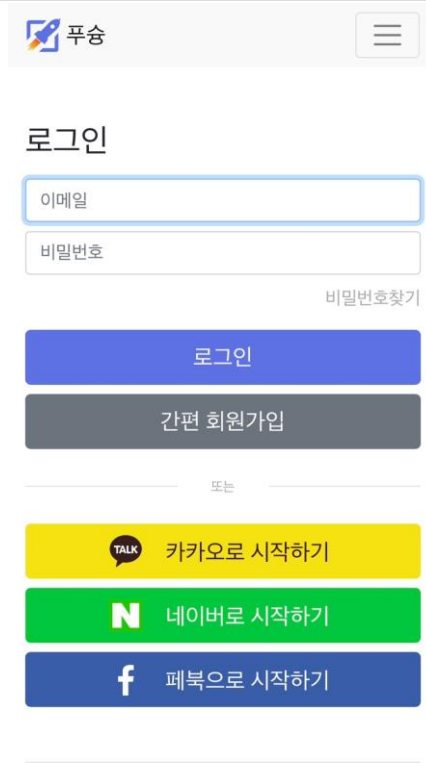 푸슝
로그인
이메일
비밀번호
비밀번호찾기
로그인
간편 회원가입
또는
TALK 카카오로 시작하기
N 네이버로 시작하기
f 페북으로 시작하기